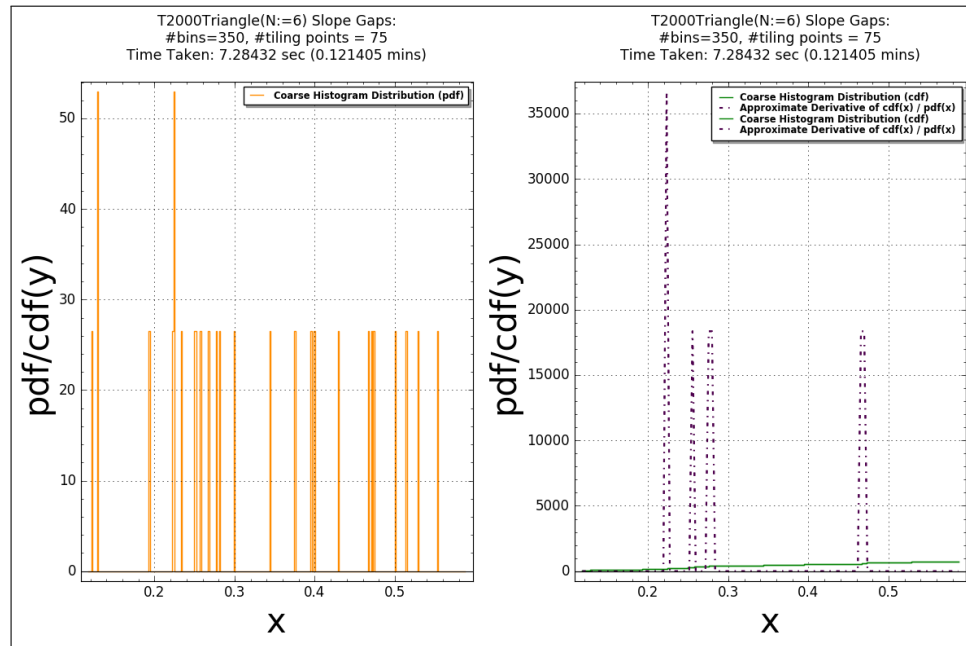 T2000Triangle(N:=6) Slope Gaps:
#bins=350, #tiling points = 75
Time Taken: 7.28432 sec (0.121405 mins)
Coarse Histogram Distribution (pdf)
50
40
30
20
10
0
pdf/cdf(y)
0.2 0.3 0.4 0.5
x
T2000Triangle(N:=6) Slope Gaps:
#bins=350, #tiling points = 75
Time Taken: 7.28432 sec (0.121405 mins)
Coarse Histogram Distribution (cdf)
Approximate Derivative of cdf(x) / pdf(x)
Coarse Histogram Distribution (cdf)
Approximate Derivative of cdf(x) / pdf(x)
35000
30000
25000
20000
15000
10000
5000
0
pdf/cdf(y)
0.2 0.3 0.4 0.5
x